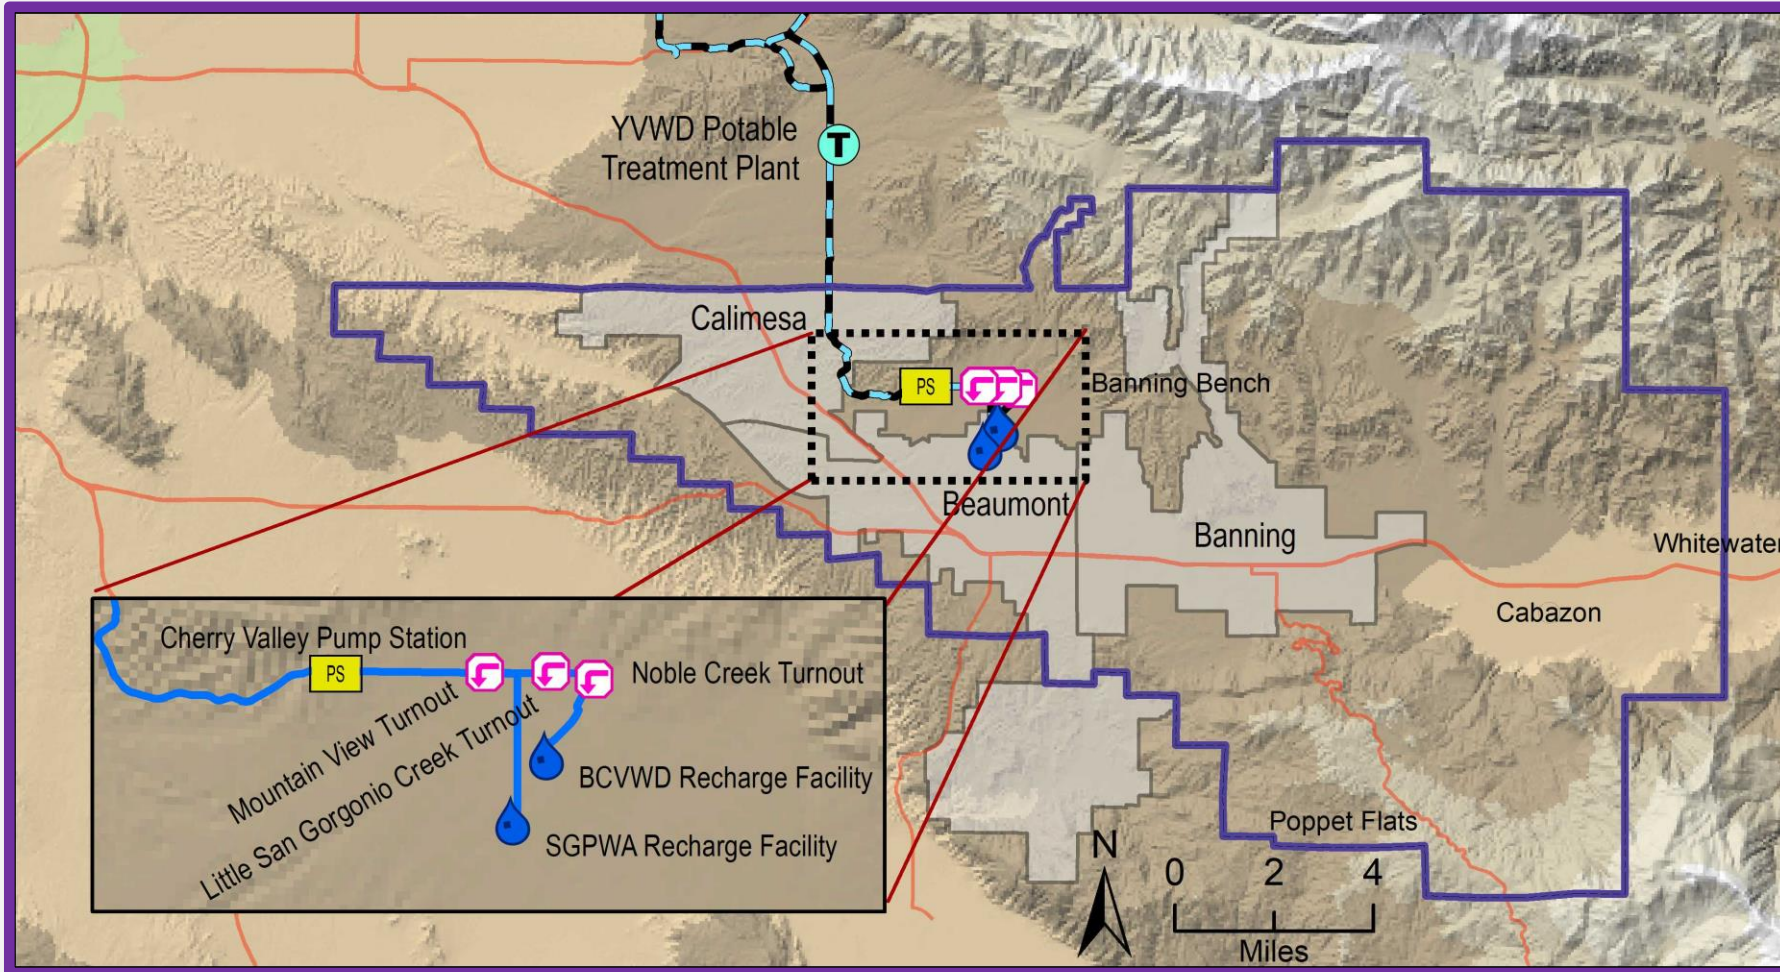 YVWD Potable
Treatment Plant
T
Calimesa
PS
Banning Bench
Beaumont
Banning
Whitewater
Cabazon
Cherry Valley Pump Station
PS
Noble Creek Turnout
Mountain View Turnout
Little San Gorgonio Creek Turnout
BCVWD Recharge Facility
SGPWA Recharge Facility
Poppet Flats
N
0 2 4
Miles